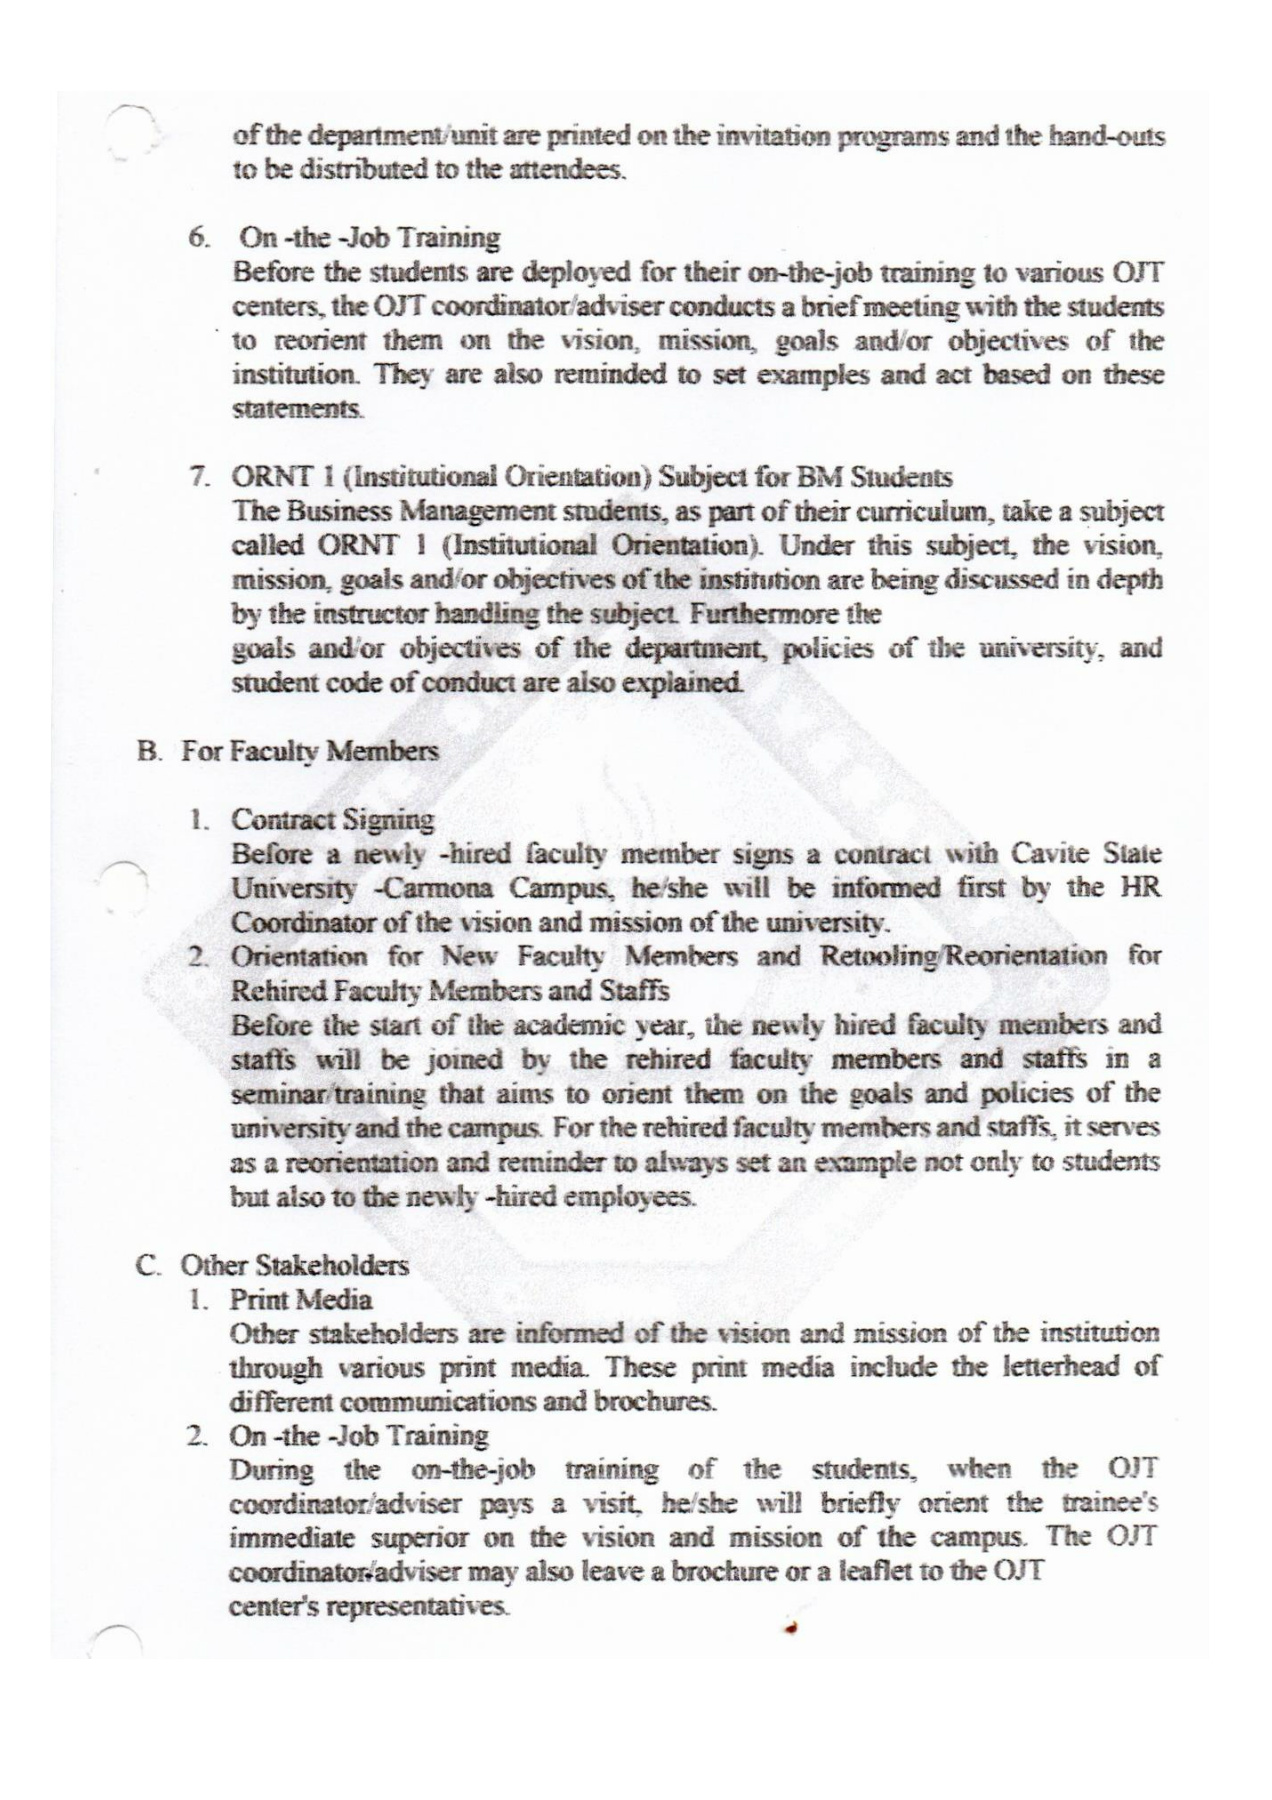 of the department/unit are printed on the invitation programs and the hand-outs
to be distributed to the attendees.
6. On -the -Job Training
Before the students are deployed for their on-the-job training to various OJT
centers, the OJT coordinator/adviser conducts a brief meeting with the students
to reorient them on the vision, mission, goals and/or objectives of the
institution. They are also reminded to set examples and act based on these
statements.
7. ORNT 1 (Institutional Orientation) Subject for BM Students
The Business Management students, as part of their curriculum, take a subject
called ORNT 1 (Institutional Orientation). Under this subject, the vision,
mission, goals and/or objectives of the institution are being discussed in depth
by the instructor handling the subject. Furthermore the
goals and/or objectives of the department, policies of the university, and
student code of conduct are also explained.
B. For Faculty Members
1. Contract Signing
Before a newly -hired faculty member signs a contract with Cavite State
University -Carmona Campus, he/she will be informed first by the HR
Coordinator of the vision and mission of the university.
2. Orientation for New Faculty Members and Retooling/Reorientation for
Rehired Faculty Members and Staffs
Before the start of the academic year, the newly hired faculty members and
staffs will be joined by the rehired faculty members and staffs in a
seminar/training that aims to orient them on the goals and policies of the
university and the campus. For the rehired faculty members and staffs, it serves
as a reorientation and reminder to always set an example not only to students
but also to the newly -hired employees.
C. Other Stakeholders
1. Print Media
Other stakeholders are informed of the vision and mission of the institution
through various print media. These print media include the letterhead of
different communications and brochures.
2. On -the -Job Training
During the on-the-job training of the students, when the OJT
coordinator/adviser pays a visit, he/she will briefly orient the trainee's
immediate superior on the vision and mission of the campus. The OJT
coordinator/adviser may also leave a brochure or a leaflet to the OJT
center's representatives.